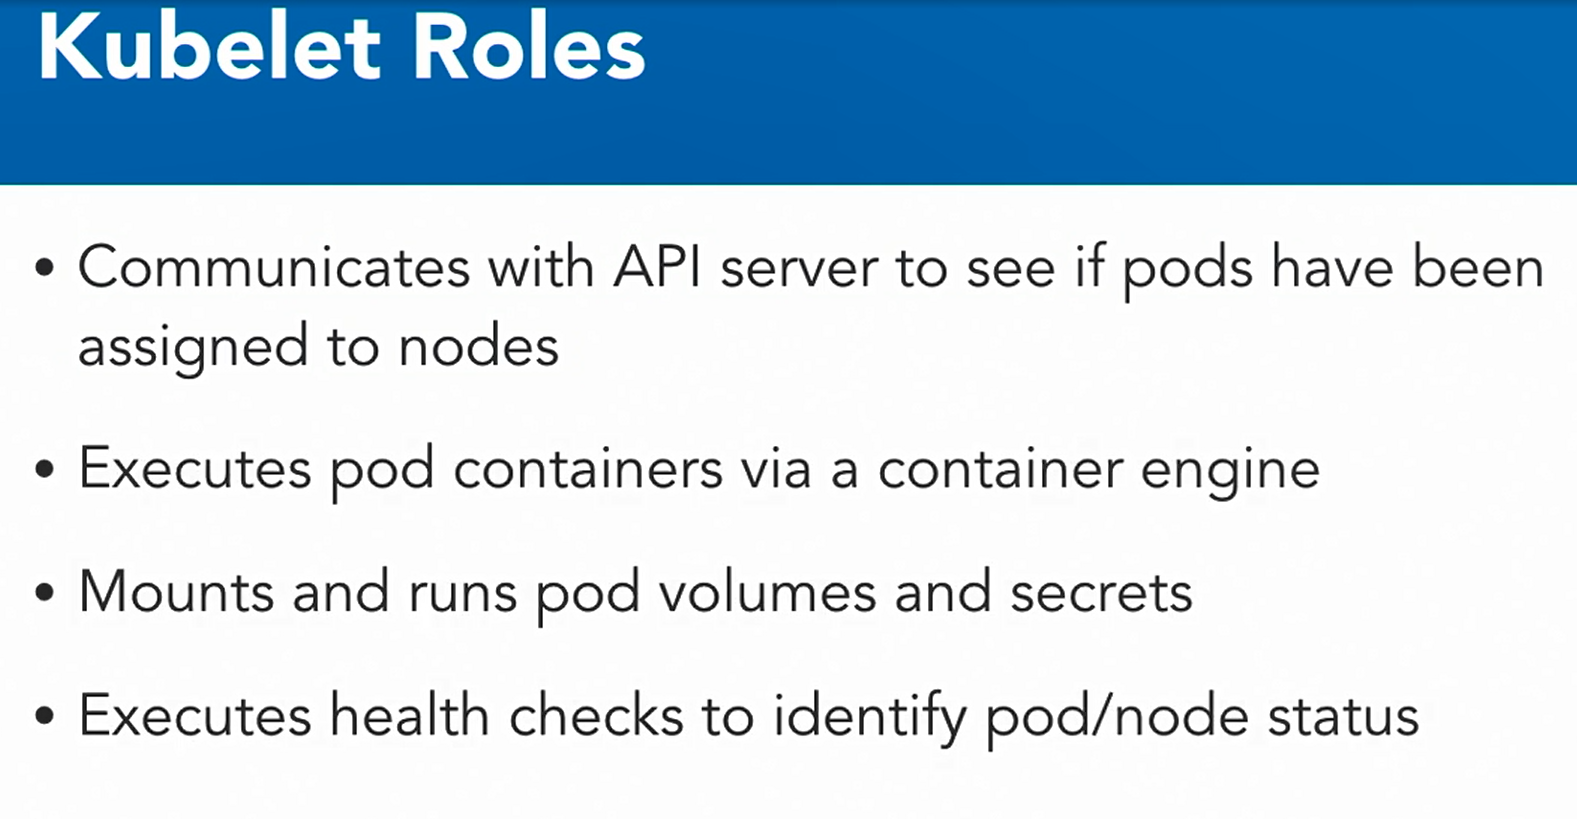 Kubelet Roles
• Communicates with API server to see if pods have been
assigned to nodes
• Executes pod containers via a container engine
• Mounts and runs pod volumes and secrets
• Executes health checks to identify pod/node status